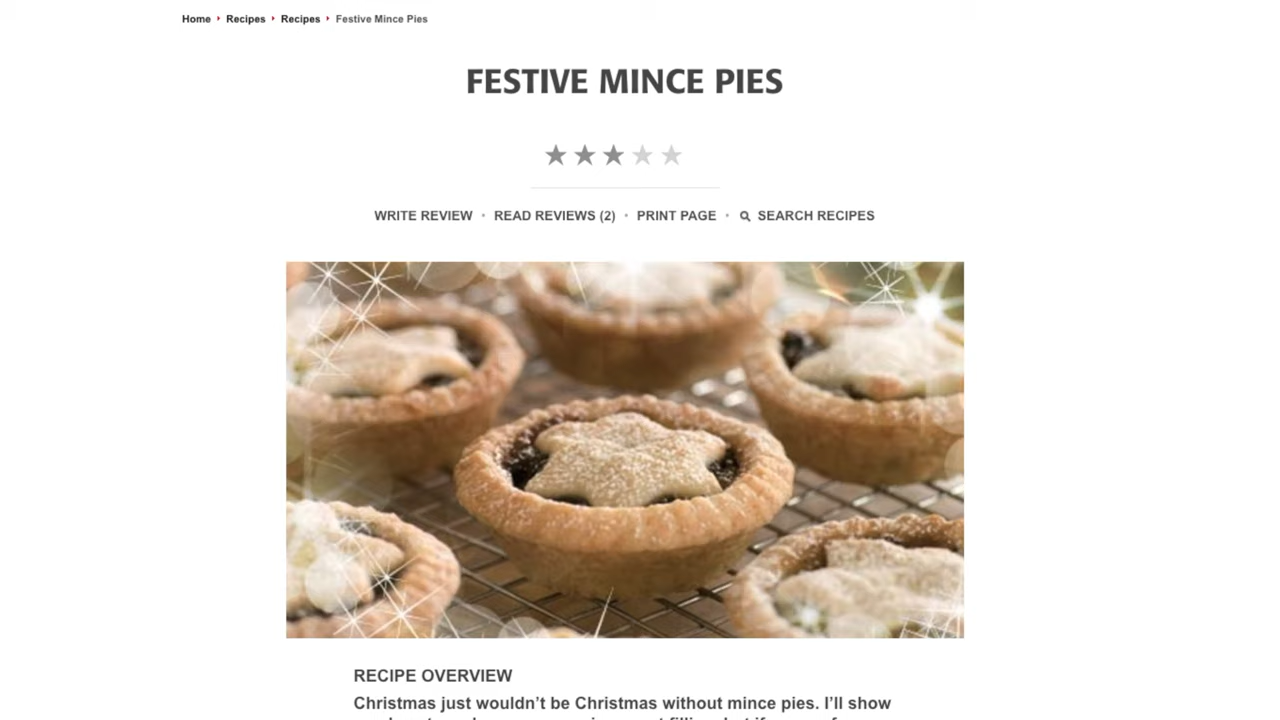 Home Recipes Recipes Festive Mince Pies
FESTIVE MINCE PIES
WRITE REVIEW • READ REVIEWS (2) • PRINT PAGE • SEARCH RECIPES
RECIPE OVERVIEW
Christmas just wouldn’t be Christmas without mince pies. I’ll show